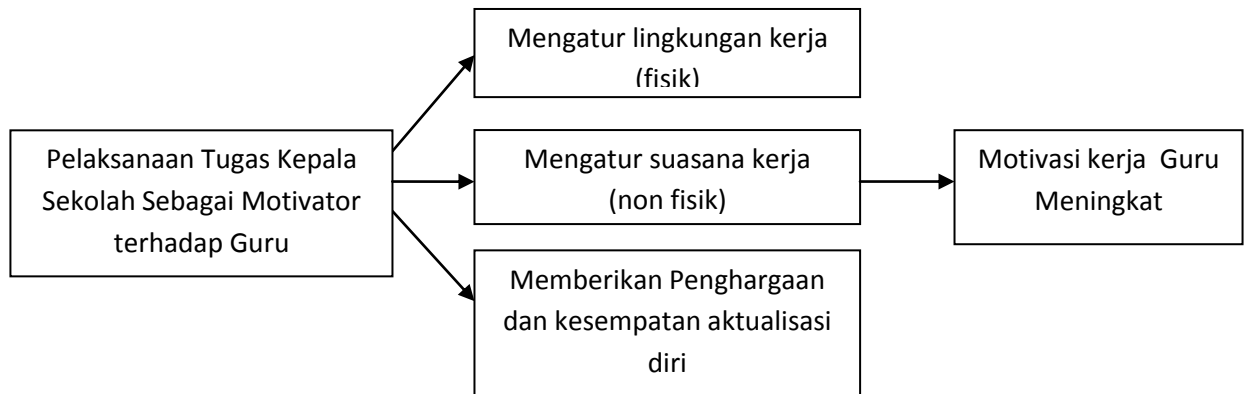 Mengatur lingkungan kerja
(fisik)
Pelaksanaan Tugas Kepala
Sekolah Sebagai Motivator
terhadap Guru
Mengatur suasana kerja
(non fisik)
Motivasi kerja  Guru
Meningkat
Memberikan Penghargaan
dan kesempatan aktualisasi
diri